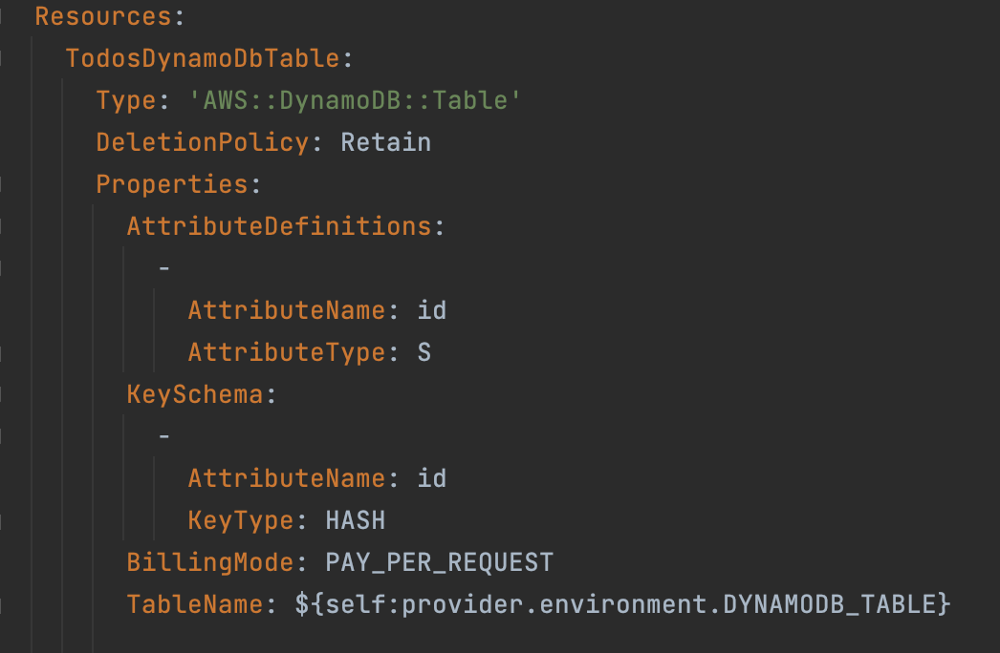 Resources:
TodosDynamoDbTable:
Type: 'AWS::DynamoDB::Table'
DeletionPolicy: Retain
Properties:
AttributeDefinitions:
-
AttributeName: id
AttributeType: S
KeySchema:
-
AttributeName: id
KeyType: HASH
BillingMode: PAY_PER_REQUEST
TableName: ${self:provider.environment.DYNAMODB_TABLE}